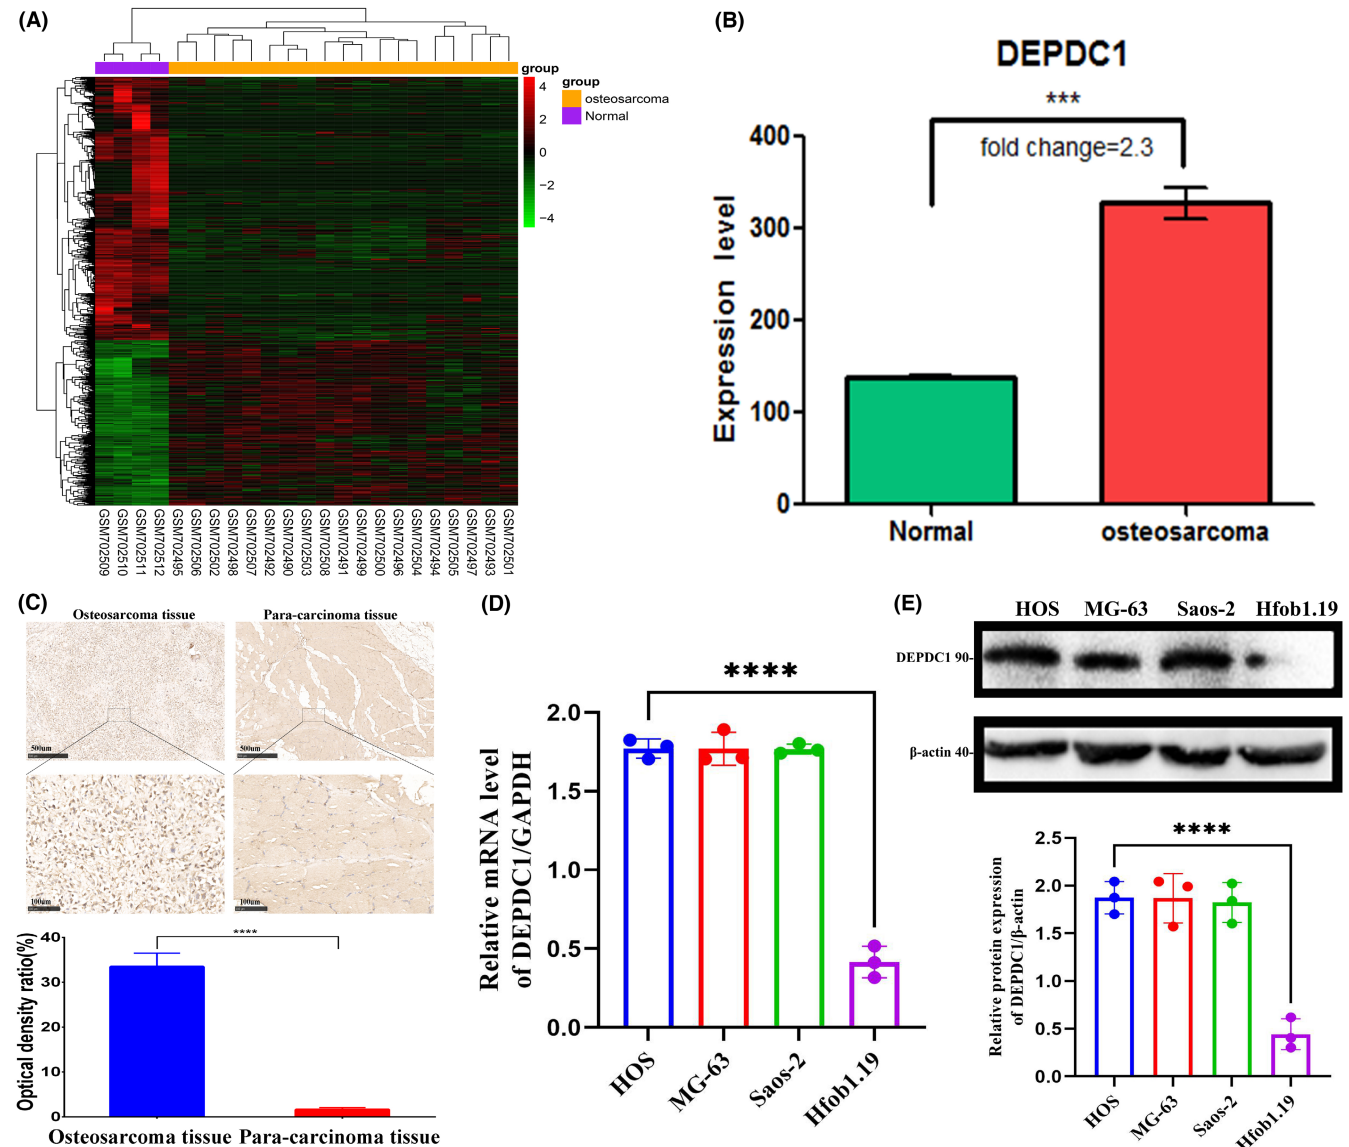 (A)
group
4
2
0
−2
−4
group
osteosarcoma
Normal
GSM702509
GSM702510
GSM702511
GSM702512
GSM702495
GSM702506
GSM702502
GSM702498
GSM702507
GSM702492
GSM702490
GSM702503
GSM702508
GSM702491
GSM702499
GSM702500
GSM702496
GSM702504
GSM702494
GSM702505
GSM702497
GSM702493
GSM702501
(B)
DEPDC1
***
fold change=2.3
Expression level
400
300
200
100
0
Normal
osteosarcoma
(C)
Osteosarcoma tissue
Para-carcinoma tissue
500um
500um
100um
100um
Optical density ratio(%)
40
30
20
10
0
****
Osteosarcoma tissue
Para-carcinoma tissue
(D)
****
Relative mRNA level
of DEPDC1/GAPDH
2.0
1.5
1.0
0.5
0.0
HOS
MG-63
Saos-2
Hfob1.19
(E)
HOS MG-63 Saos-2 Hfob1.19
DEPDC1 90-
β-actin 40-
****
Relative protein expression
of DEPDC1/β-actin
2.5
2.0
1.5
1.0
0.5
0.0
HOS
MG-63
Saos-2
Hfob1.19